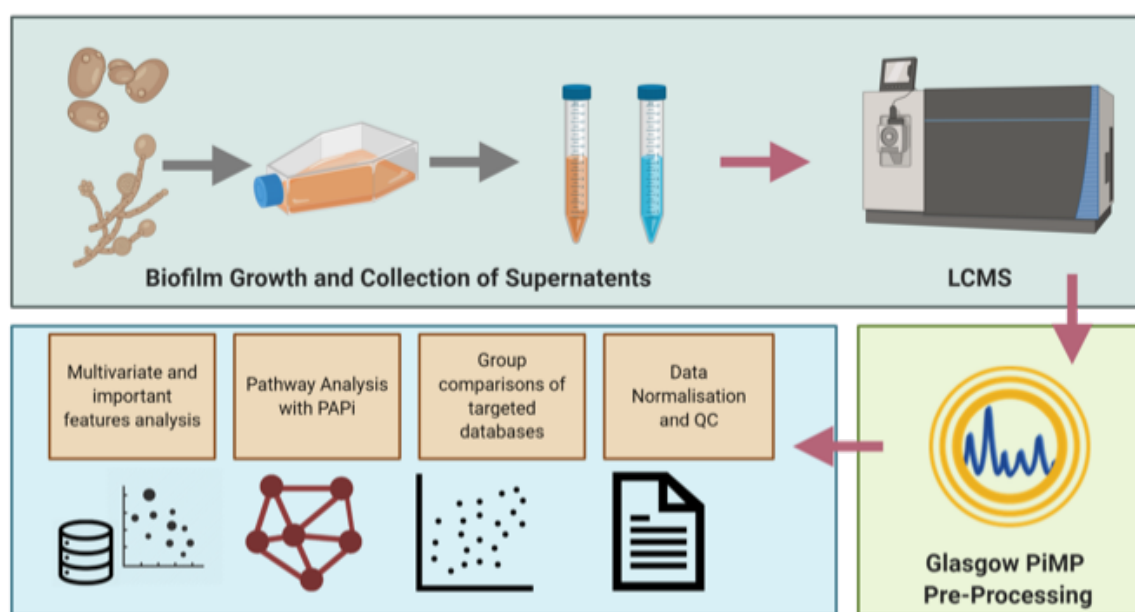 Biofilm Growth and Collection of Supernatents
LCMS
Multivariate and
important
features analysis
Pathway Analysis
with PAPi
Group
comparisons of
targeted
databases
Data
Normalisation
and QC
Glasgow PiMP
Pre-Processing